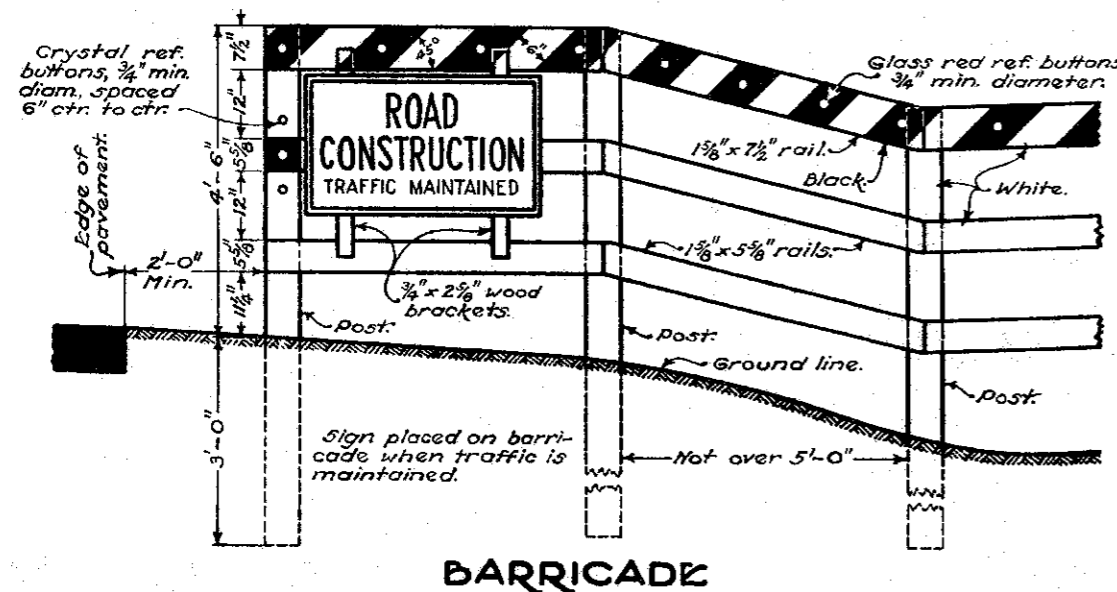 Crystal ref.
buttons, 3/4" min.
diam., spaced
6" ctr. to ctr.
7 1/2"
12"
5 5/8"
12"
5 5/8"
11 1/4"
4'-6"
3'-0"
Edge of
pavement.
2'-0"
Min.
45°
6"
ROAD
CONSTRUCTION
TRAFFIC MAINTAINED
Glass red ref. buttons
3/4" min. diameter.
1 5/8" x 7 1/2" rail.
Black.
White.
1 5/8" x 5 5/8" rails.
3/4" x 2 5/8" wood
brackets.
Post.
Post.
Post.
Ground line.
Sign placed on barri-
cade when traffic is
maintained.
Not over 5'-0"
BARRICADE